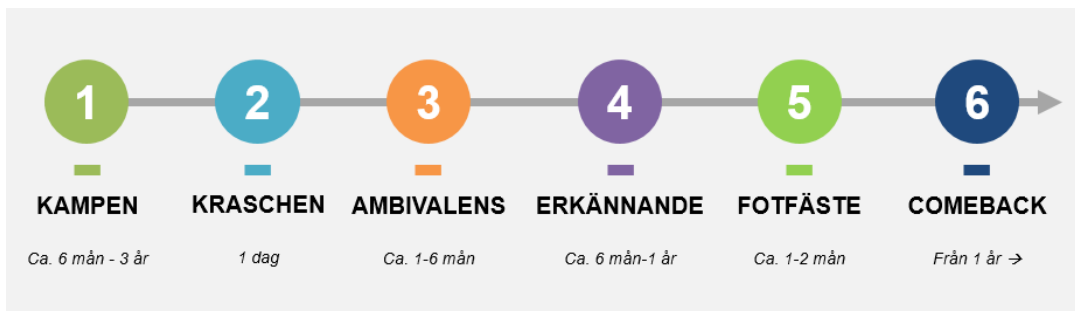 1 2 3 4 5 6
KAMPEN KRASCHEN AMBIVALENS ERKÄNNANDE FOTFÄSTE COMEBACK
Ca. 6 mån - 3 år 1 dag Ca. 1-6 mån Ca. 6 mån-1 år Ca. 1-2 mån Från 1 år →